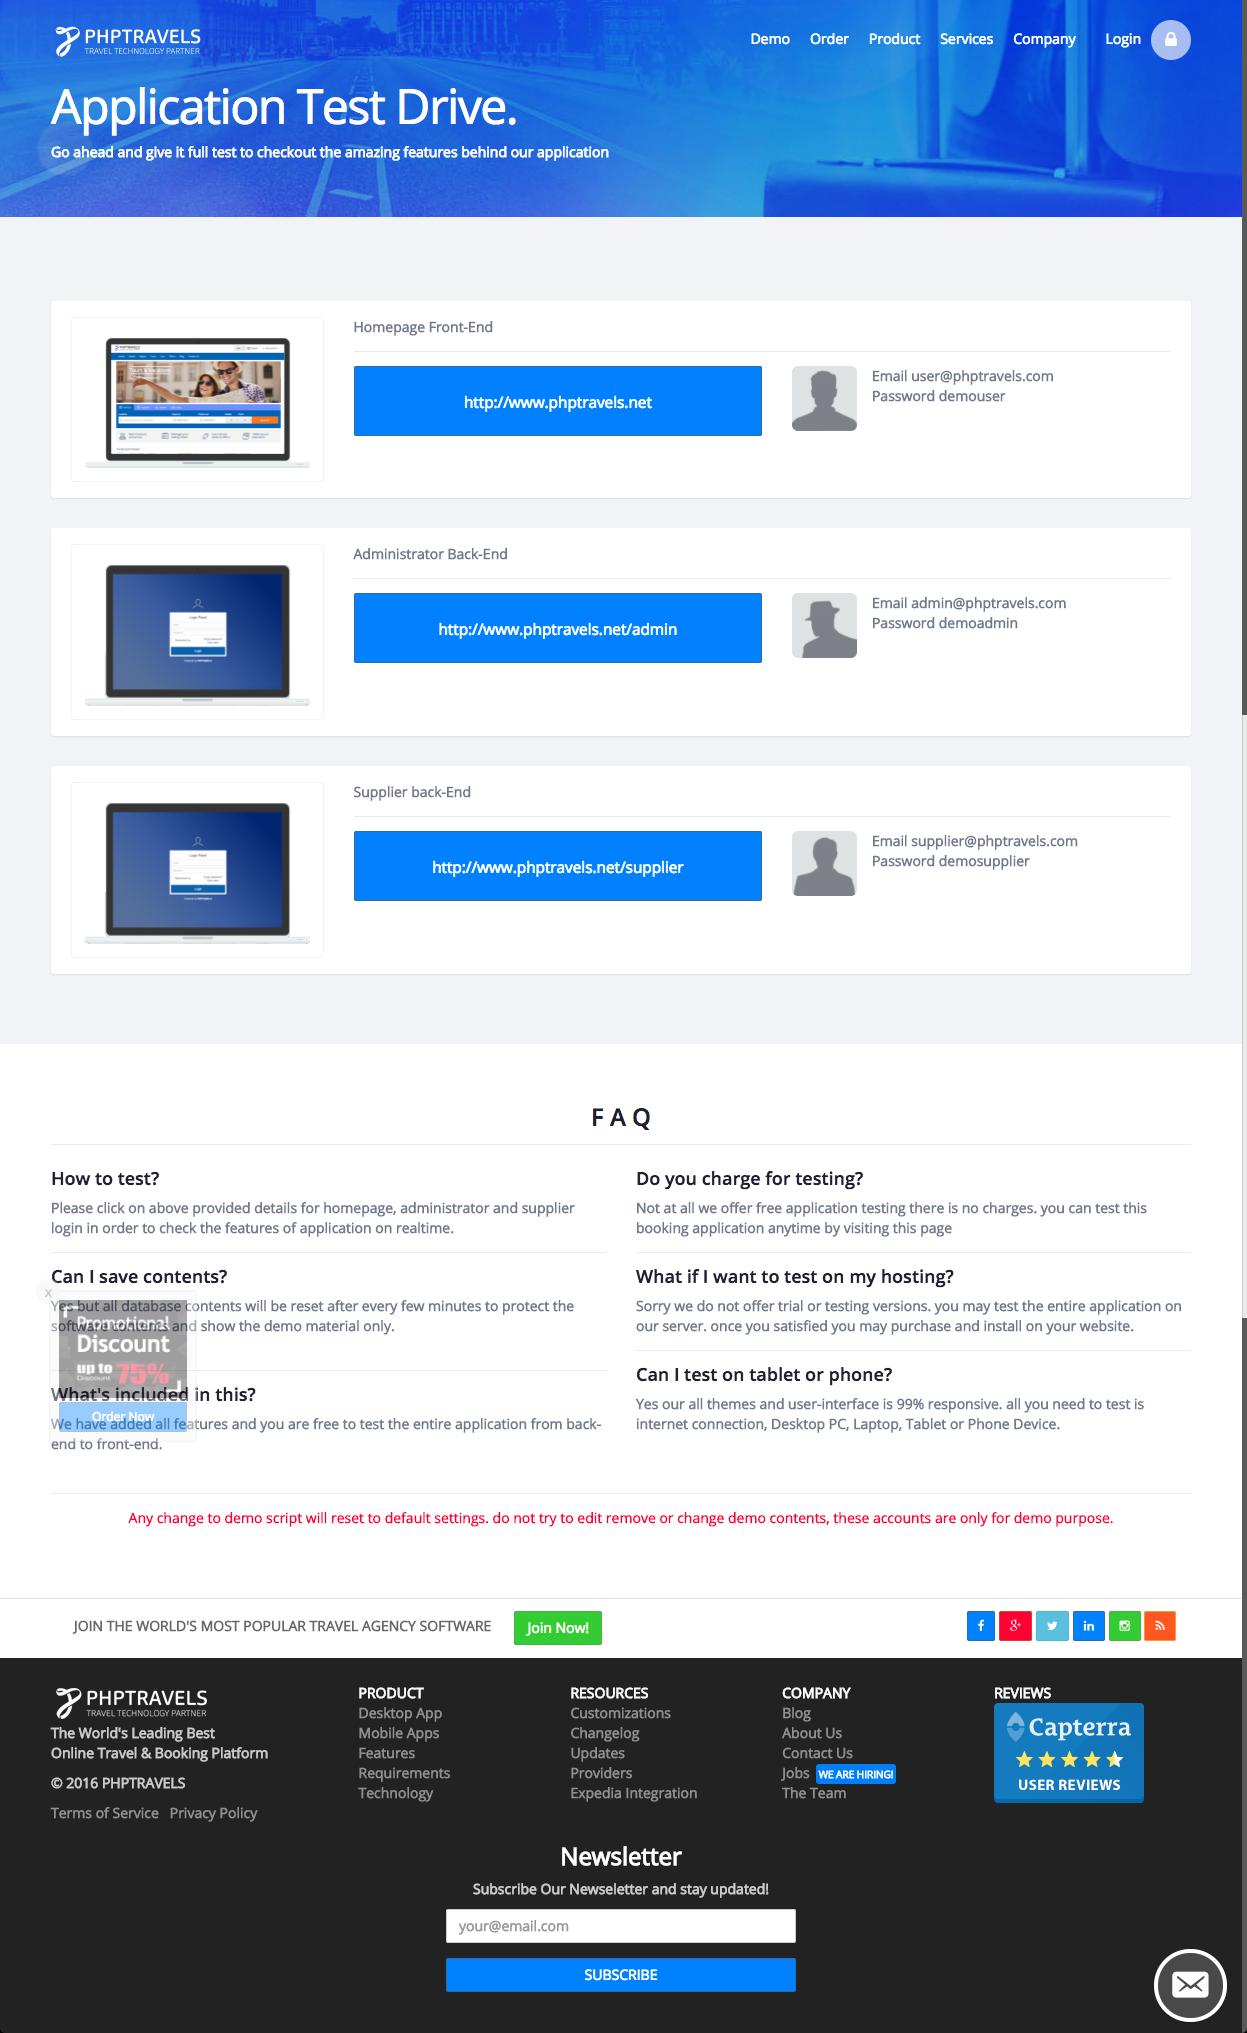 PHPTRAVELS
TRAVEL TECHNOLOGY PARTNER
Demo Order Product Services Company Login
Application Test Drive.
Go ahead and give it full test to checkout the amazing features behind our application
Homepage Front-End
http://www.phptravels.net
Email user@phptravels.com
Password demouser
Administrator Back-End
http://www.phptravels.net/admin
Email admin@phptravels.com
Password demoadmin
Supplier back-End
http://www.phptravels.net/supplier
Email supplier@phptravels.com
Password demosupplier
F A Q
How to test?
Please click on above provided details for homepage, administrator and supplier
login in order to check the features of application on realtime.
Can I save contents?
Yes but all database contents will be reset after every few minutes to protect the
software contents and show the demo material only.
What's included in this?
We have added all features and you are free to test the entire application from back-
end to front-end.
x
Promotional
Discount
up to 75%
Discount
Order Now
Do you charge for testing?
Not at all we offer free application testing there is no charges. you can test this
booking application anytime by visiting this page
What if I want to test on my hosting?
Sorry we do not offer trial or testing versions. you may test the entire application on
our server. once you satisfied you may purchase and install on your website.
Can I test on tablet or phone?
Yes our all themes and user-interface is 99% responsive. all you need to test is
internet connection, Desktop PC, Laptop, Tablet or Phone Device.
Any change to demo script will reset to default settings. do not try to edit remove or change demo contents, these accounts are only for demo purpose.
JOIN THE WORLD'S MOST POPULAR TRAVEL AGENCY SOFTWARE
Join Now!
PHPTRAVELS
TRAVEL TECHNOLOGY PARTNER
The World's Leading Best
Online Travel & Booking Platform
© 2016 PHPTRAVELS
Terms of Service Privacy Policy
PRODUCT
Desktop App
Mobile Apps
Features
Requirements
Technology
RESOURCES
Customizations
Changelog
Updates
Providers
Expedia Integration
COMPANY
Blog
About Us
Contact Us
Jobs WE ARE HIRING!
The Team
REVIEWS
Capterra
USER REVIEWS
Newsletter
Subscribe Our Newseletter and stay updated!
your@email.com
SUBSCRIBE